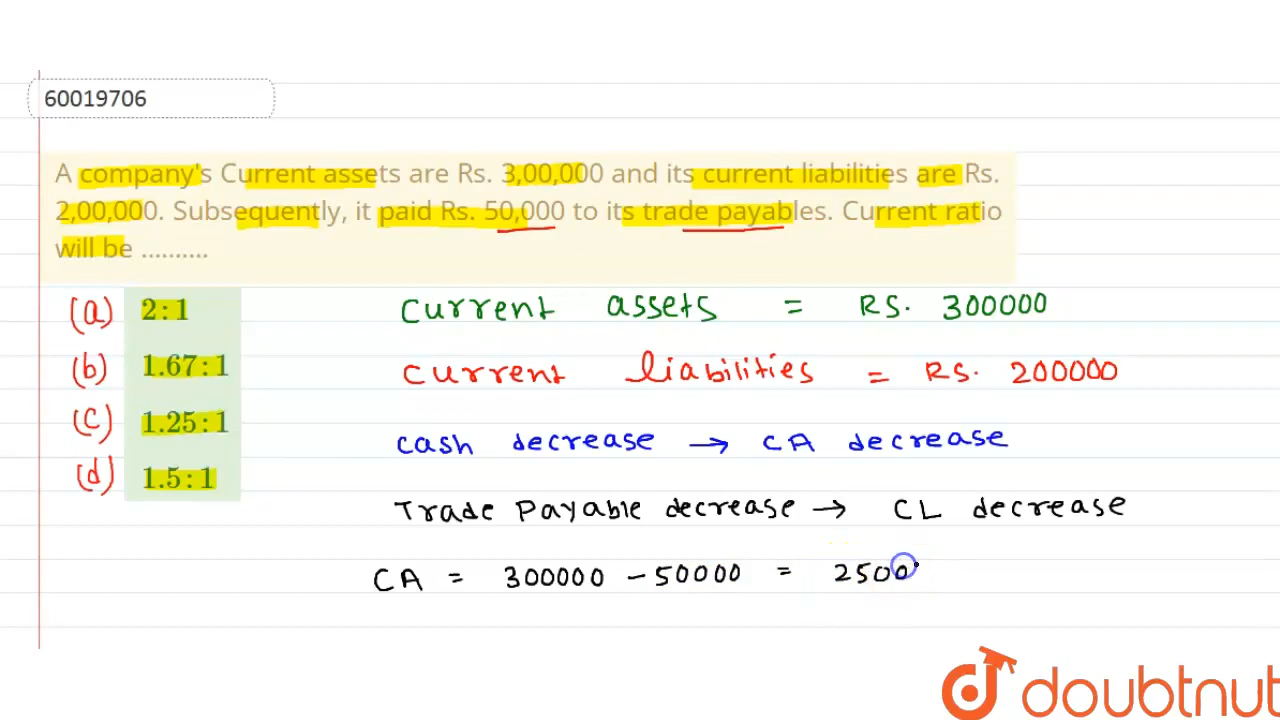 60019706
A company's Current assets are Rs. 3,00,000 and its current liabilities are Rs.
2,00,000. Subsequently, it paid Rs. 50,000 to its trade payables. Current ratio
will be ..........
(a) 2 : 1
(b) 1.67 : 1
(c) 1.25 : 1
(d) 1.5 : 1
Current assets = RS. 300000
Current liabilities = RS. 200000
Cash decrease → CA decrease
Trade Payable decrease → CL decrease
CA = 300000 - 50000 = 2500
doubtnut